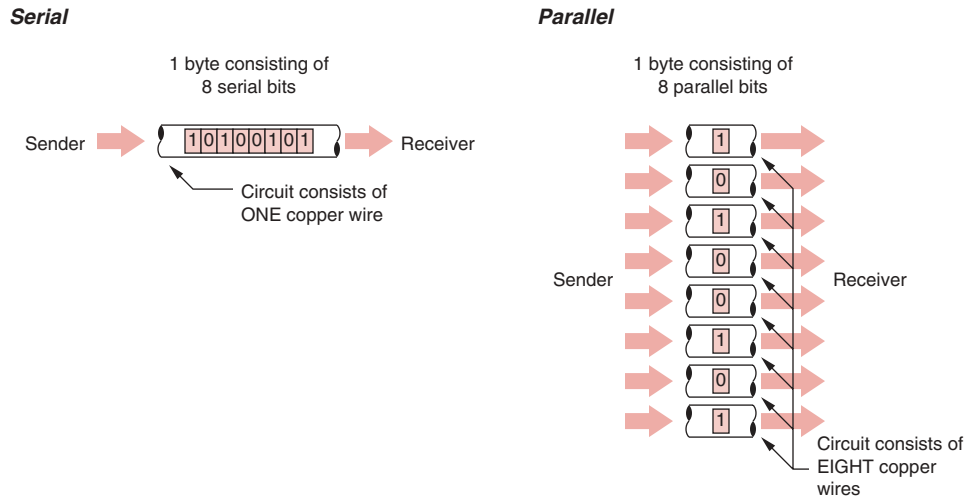 Serial
1 byte consisting of
8 serial bits
Sender
1 0 1 0 0 1 0 1
Receiver
Circuit consists of
ONE copper wire
Parallel
1 byte consisting of
8 parallel bits
1
0
1
0
Sender
Receiver
0
1
0
1
Circuit consists of
EIGHT copper
wires